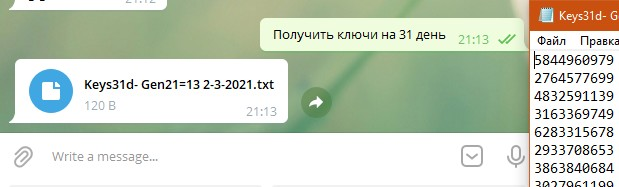 Получить ключи на 31 день 21:13
Keys31d- Gen21=13 2-3-2021.txt
120 B
21:13
Write a message...
Keys31d- G
Файл Правка
5844960979
2764577699
4832591139
3163369749
6283315678
2933708653
3863840684
3027961199